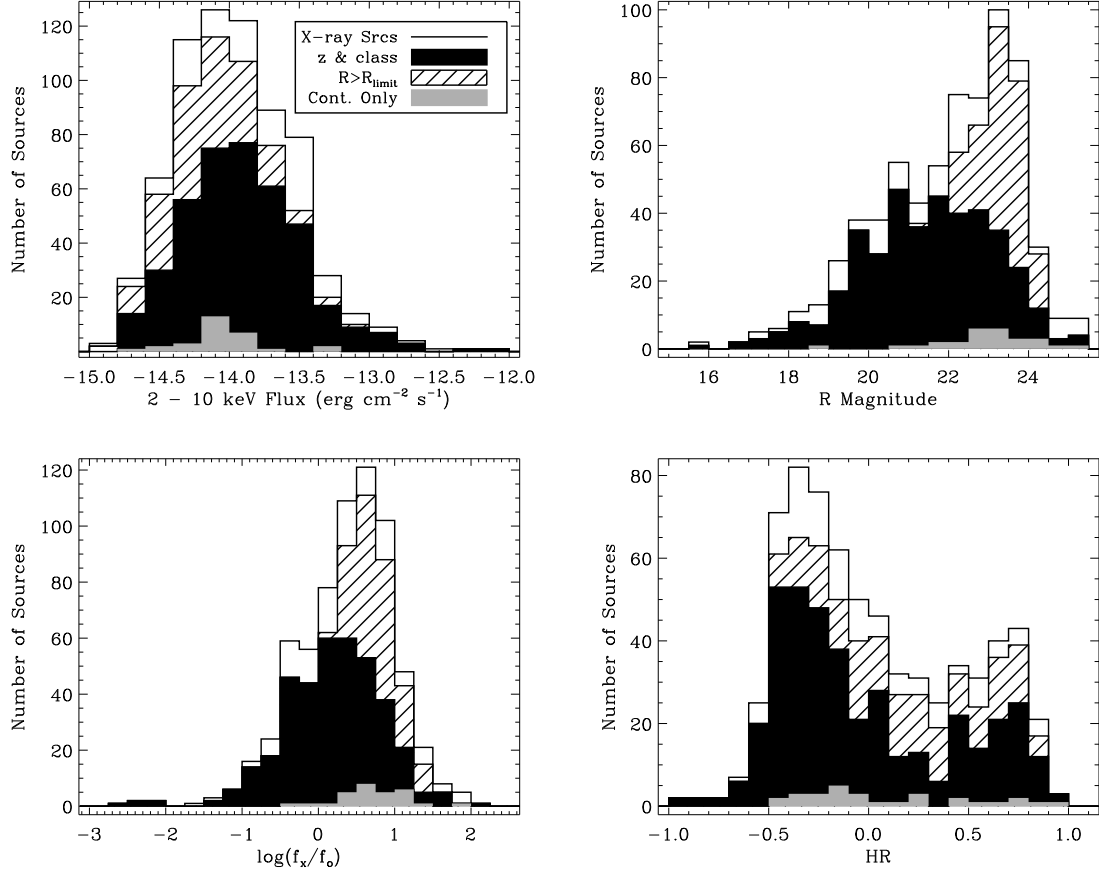 120
100
80
60
40
20
0
Number of Sources
X-ray Srcs
z & class
R>R_limit
Cont. Only
−15.0 −14.5 −14.0 −13.5 −13.0 −12.5 −12.0
2 − 10 keV Flux (erg cm⁻² s⁻¹)
100
80
60
40
20
0
Number of Sources
16 18 20 22 24
R Magnitude
120
100
80
60
40
20
0
Number of Sources
−3 −2 −1 0 1 2
log(f_x/f_o)
80
60
40
20
0
Number of Sources
−1.0 −0.5 0.0 0.5 1.0
HR